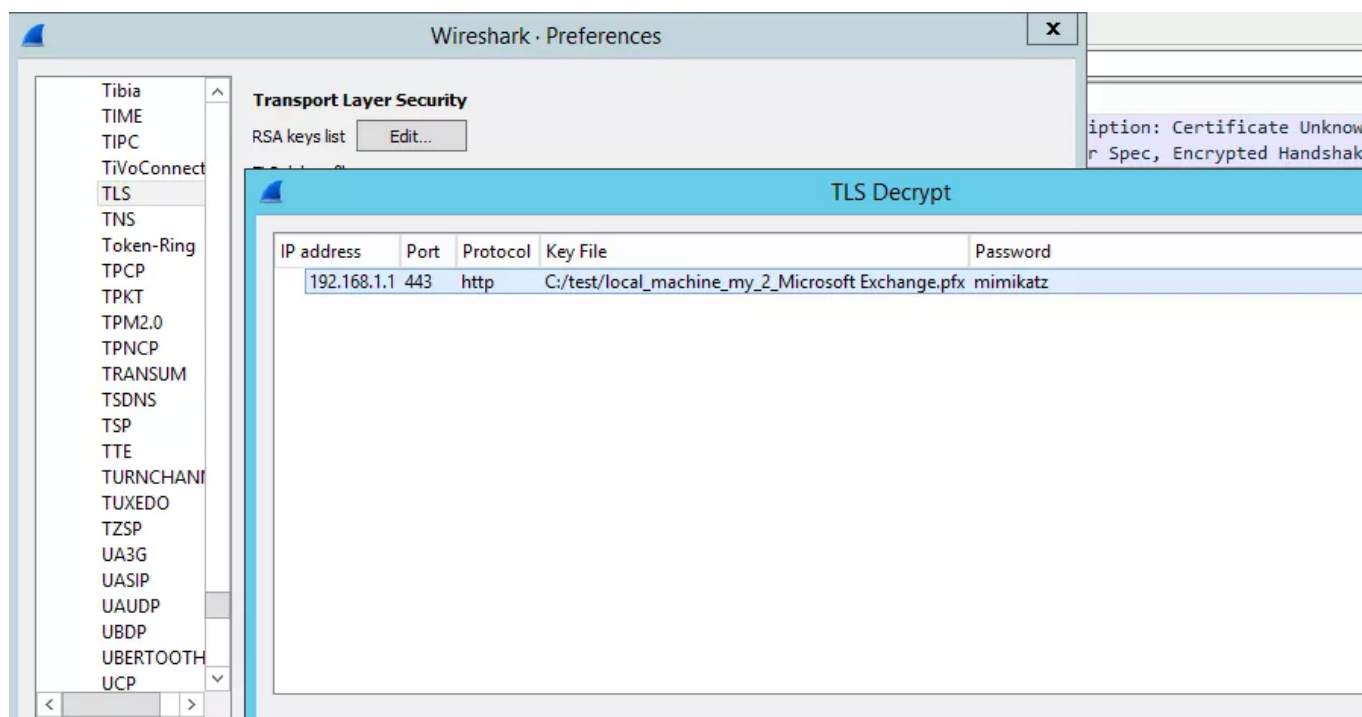 Wireshark · Preferences
x
Tibia
TIME
TIPC
TiVoConnect
TLS
TNS
Token-Ring
TPCP
TPKT
TPM2.0
TPNCP
TRANSUM
TSDNS
TSP
TTE
TURNCHAN
TUXEDO
TZSP
UA3G
UASIP
UAUDP
UBDP
UBERTOOTH
UCP
Transport Layer Security
RSA keys list Edit...
iption: Certificate Unknow
r Spec, Encrypted Handshak
TLS Decrypt
IP address Port Protocol Key File Password
192.168.1.1 443 http C:/test/local_machine_my_2_Microsoft Exchange.pfx mimikatz